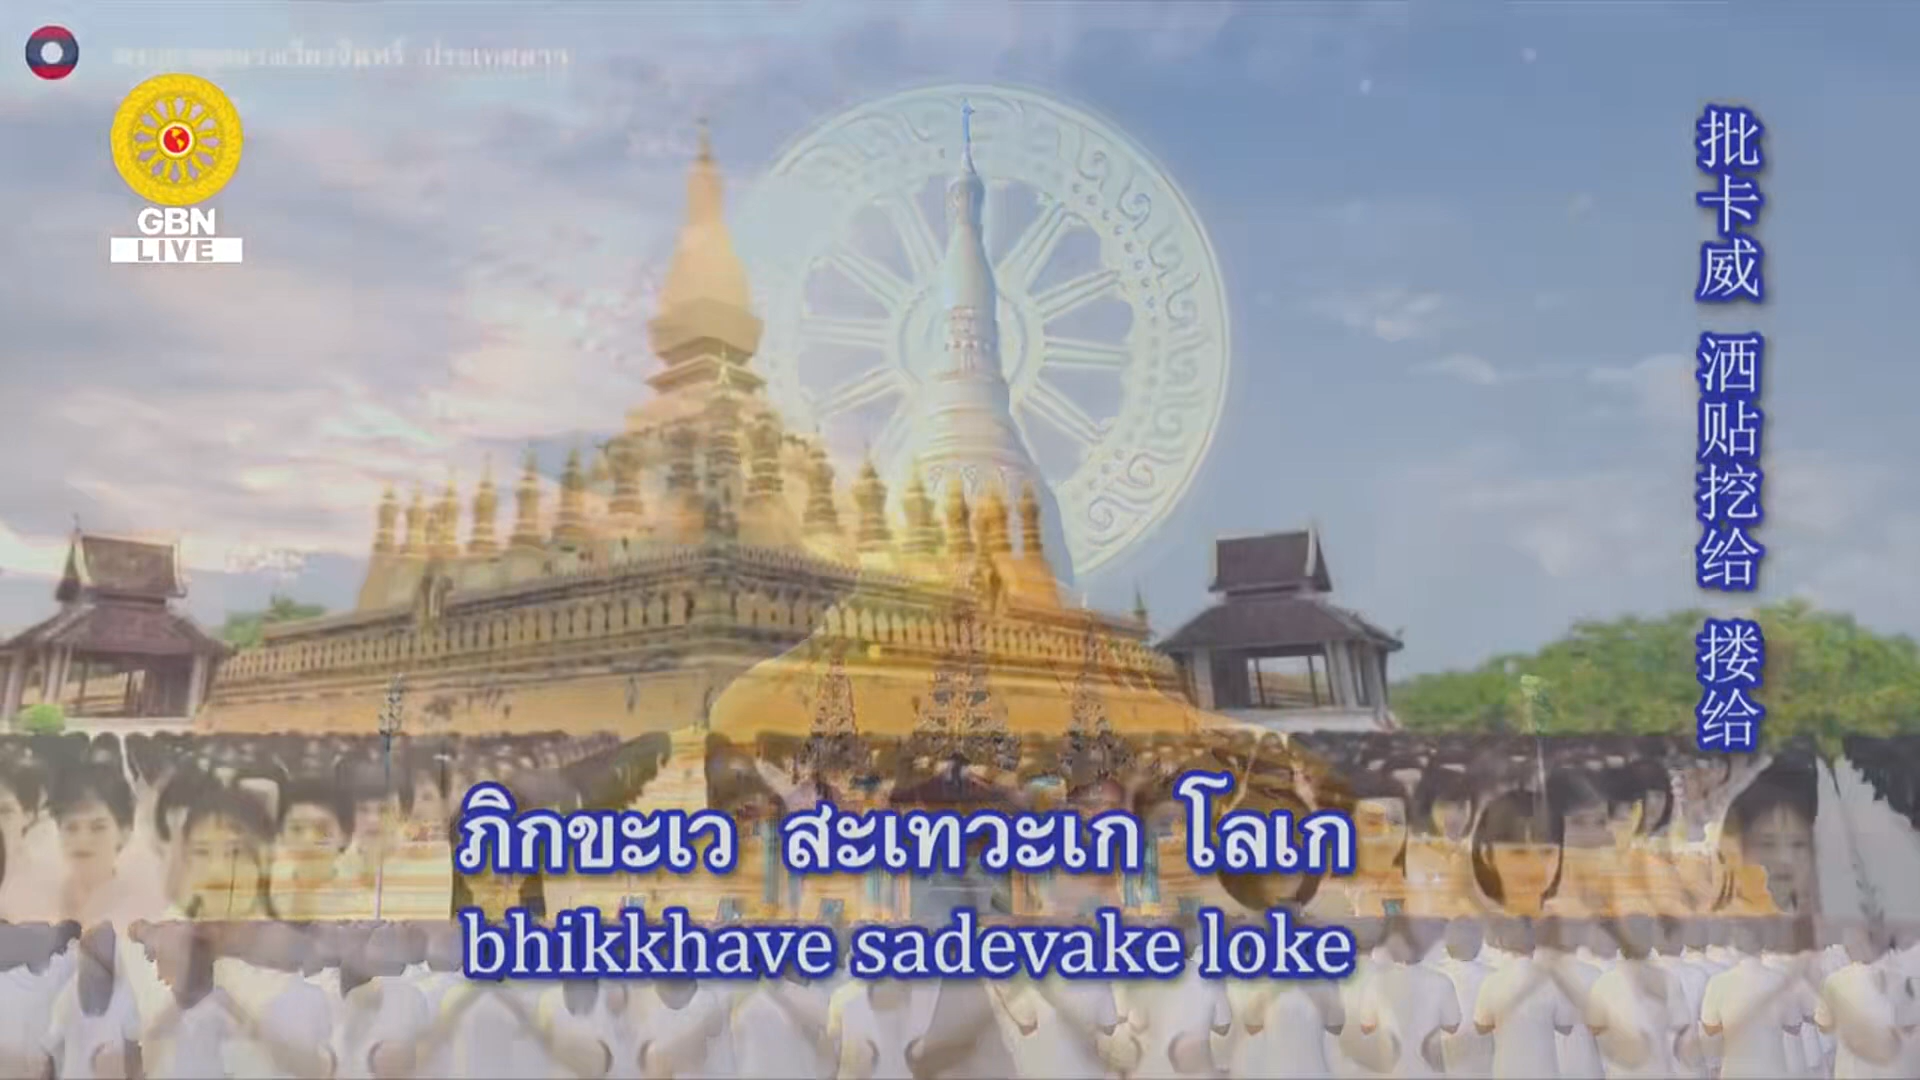 GBN
LIVE
批卡威 洒贴挖给 搂给
ภิกขะเว สะเทวะเก โลเก
bhikkhave sadevake loke